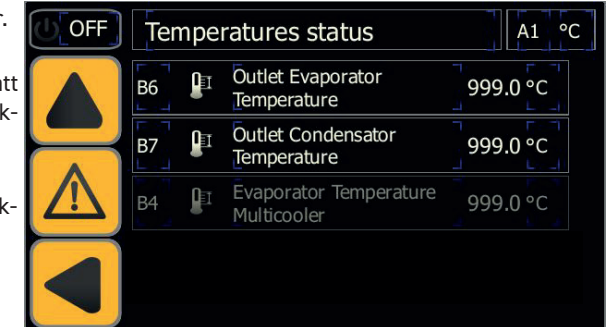 r.
OFF Temperatures status A1 °C
att
k-
B6 Outlet Evaporator
Temperature 999.0 °C
B7 Outlet Condensator
Temperature 999.0 °C
k-
B4 Evaporator Temperature
Multicooler 999.0 °C